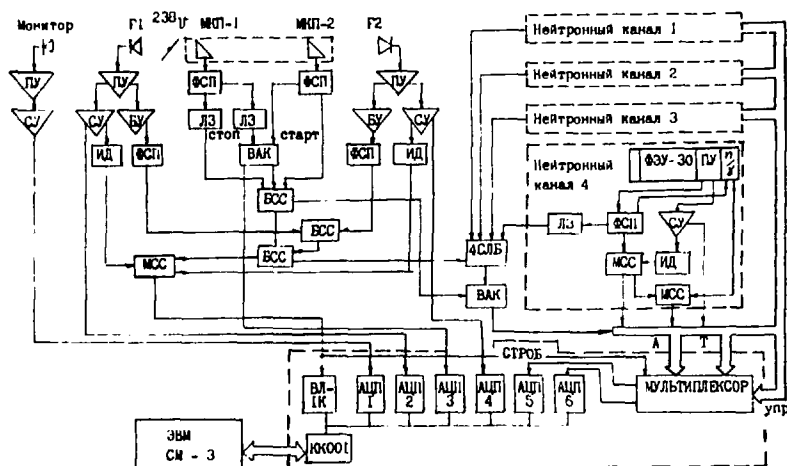 Монитор F1 238 U МКП-1 МКП-2 F2
Нейтронный канал 1
Нейтронный канал 2
Нейтронный канал 3
ПУ ПУ ФСП ФСП ПУ
СУ СУ БУ ЛЗ ЛЗ БУ СУ
стоп старт
ИД ФСП ВАК ФСП ИД
Нейтронный канал 4
ФЭУ-30 ПУ n/γ
БСС
БСС
БСС
МСС
4СЛБ
ВАК
ЛЗ ФСП СУ
МСС ИД
МСС
А Т
СТРОБ
ВЛ-1К
АЦП 1
АЦП 2
АЦП 3
АЦП 4
АЦП 5
АЦП 6
МУЛЬТИПЛЕКСОР
упр
ЭВМ
СМ - 3
КК001